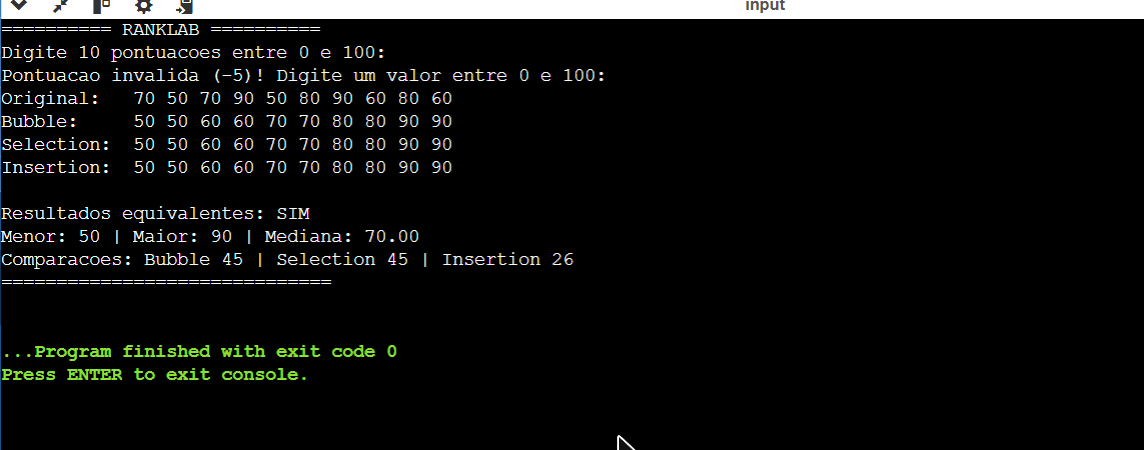 input
========== RANKLAB ==========
Digite 10 pontuacoes entre 0 e 100:
Pontuacao invalida (-5)! Digite um valor entre 0 e 100:
Original:   70 50 70 90 50 80 90 60 80 60
Bubble:     50 50 60 60 70 70 80 80 90 90
Selection:  50 50 60 60 70 70 80 80 90 90
Insertion:  50 50 60 60 70 70 80 80 90 90
Resultados equivalentes: SIM
Menor: 50 | Maior: 90 | Mediana: 70.00
Comparacoes: Bubble 45 | Selection 45 | Insertion 26
==============================
...Program finished with exit code 0
Press ENTER to exit console.